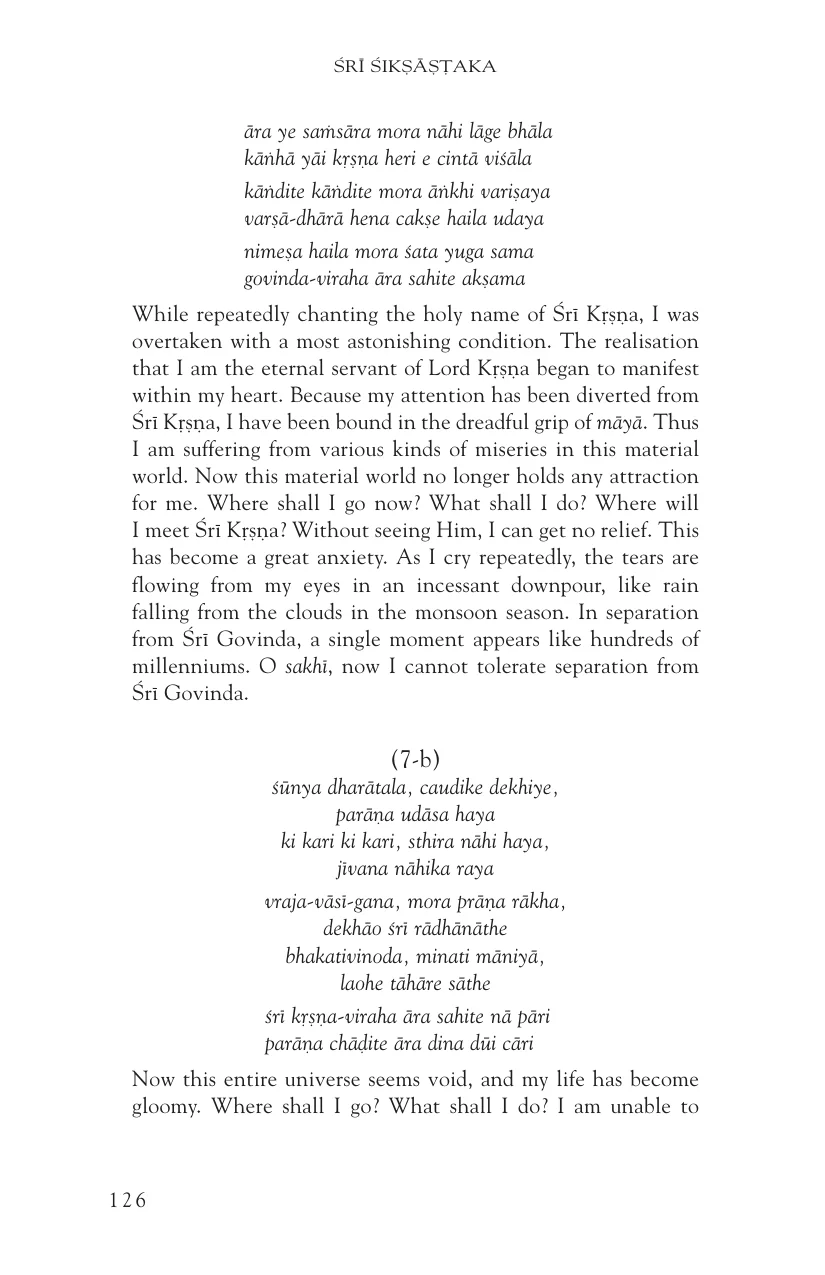 ŚRĪ ŚIKṢĀṢṬAKA
āra ye saṁsāra mora nāhi lāge bhāla
kāṅhā yāi kṛṣṇa heri e cintā viśāla
kāṅdite kāṅdite mora āṅkhi variṣaya
varṣā-dhārā hena cakṣe haila udaya
nimeṣa haila mora śata yuga sama
govinda-viraha āra sahite akṣama
While repeatedly chanting the holy name of Śrī Kṛṣṇa, I was
overtaken with a most astonishing condition. The realisation
that I am the eternal servant of Lord Kṛṣṇa began to manifest
within my heart. Because my attention has been diverted from
Śrī Kṛṣṇa, I have been bound in the dreadful grip of māyā. Thus
I am suffering from various kinds of miseries in this material
world. Now this material world no longer holds any attraction
for me. Where shall I go now? What shall I do? Where will
I meet Śrī Kṛṣṇa? Without seeing Him, I can get no relief. This
has become a great anxiety. As I cry repeatedly, the tears are
flowing from my eyes in an incessant downpour, like rain
falling from the clouds in the monsoon season. In separation
from Śrī Govinda, a single moment appears like hundreds of
millenniums. O sakhī, now I cannot tolerate separation from
Śrī Govinda.
(7-b)
śūnya dharātala, caudike dekhiye,
parāṇa udāsa haya
ki kari ki kari, sthira nāhi haya,
jīvana nāhika raya
vraja-vāsī-gana, mora prāṇa rākha,
dekhāo śrī rādhānāthe
bhakativinoda, minati māniyā,
laohe tāhāre sāthe
śrī kṛṣṇa-viraha āra sahite nā pāri
parāṇa chāḍite āra dina dūi cāri
Now this entire universe seems void, and my life has become
gloomy. Where shall I go? What shall I do? I am unable to
126